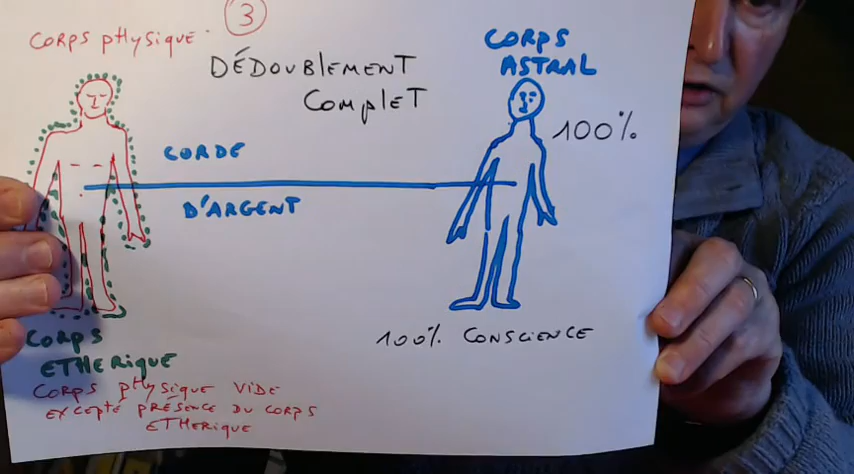 3
CORPS PHYSIQUE
DÉDOUBLEMENT
COMPLET
CORPS
ASTRAL
100%
CORDE
D'ARGENT
CORPS
ETHERIQUE
100% CONSCIENCE
CORPS PHYSIQUE VIDE
EXCEPTÉ PRÉSENCE DU CORPS
ETHERIQUE